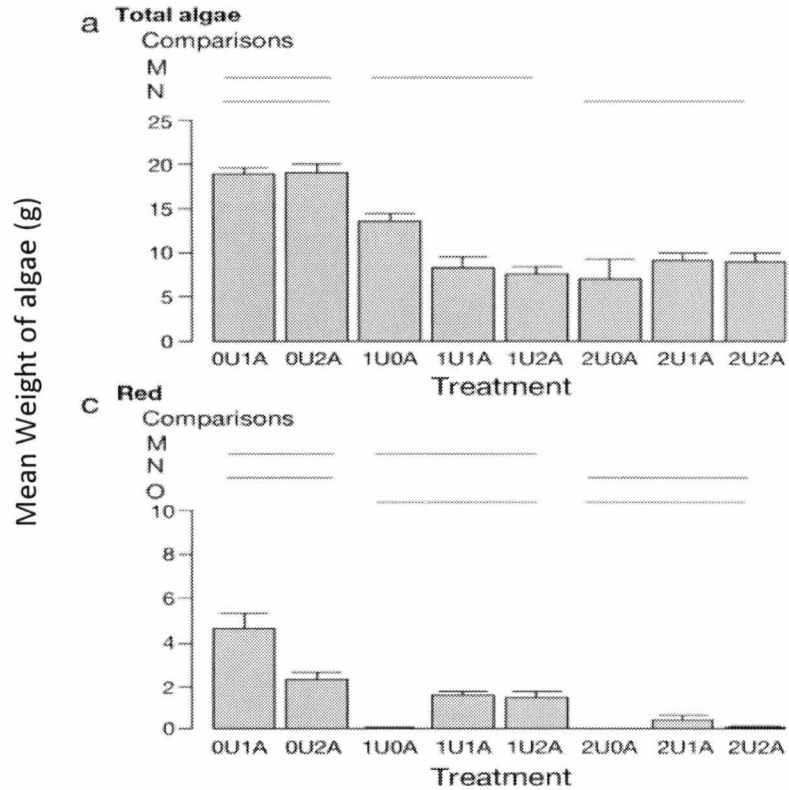 a Total algae
Comparisons
M
N
25
20
15
10
5
0
0U1A 0U2A 1U0A 1U1A 1U2A 2U0A 2U1A 2U2A
Treatment
c Red
Comparisons
M
N
O
10
8
6
4
2
0
0U1A 0U2A 1U0A 1U1A 1U2A 2U0A 2U1A 2U2A
Treatment
Mean Weight of algae (g)